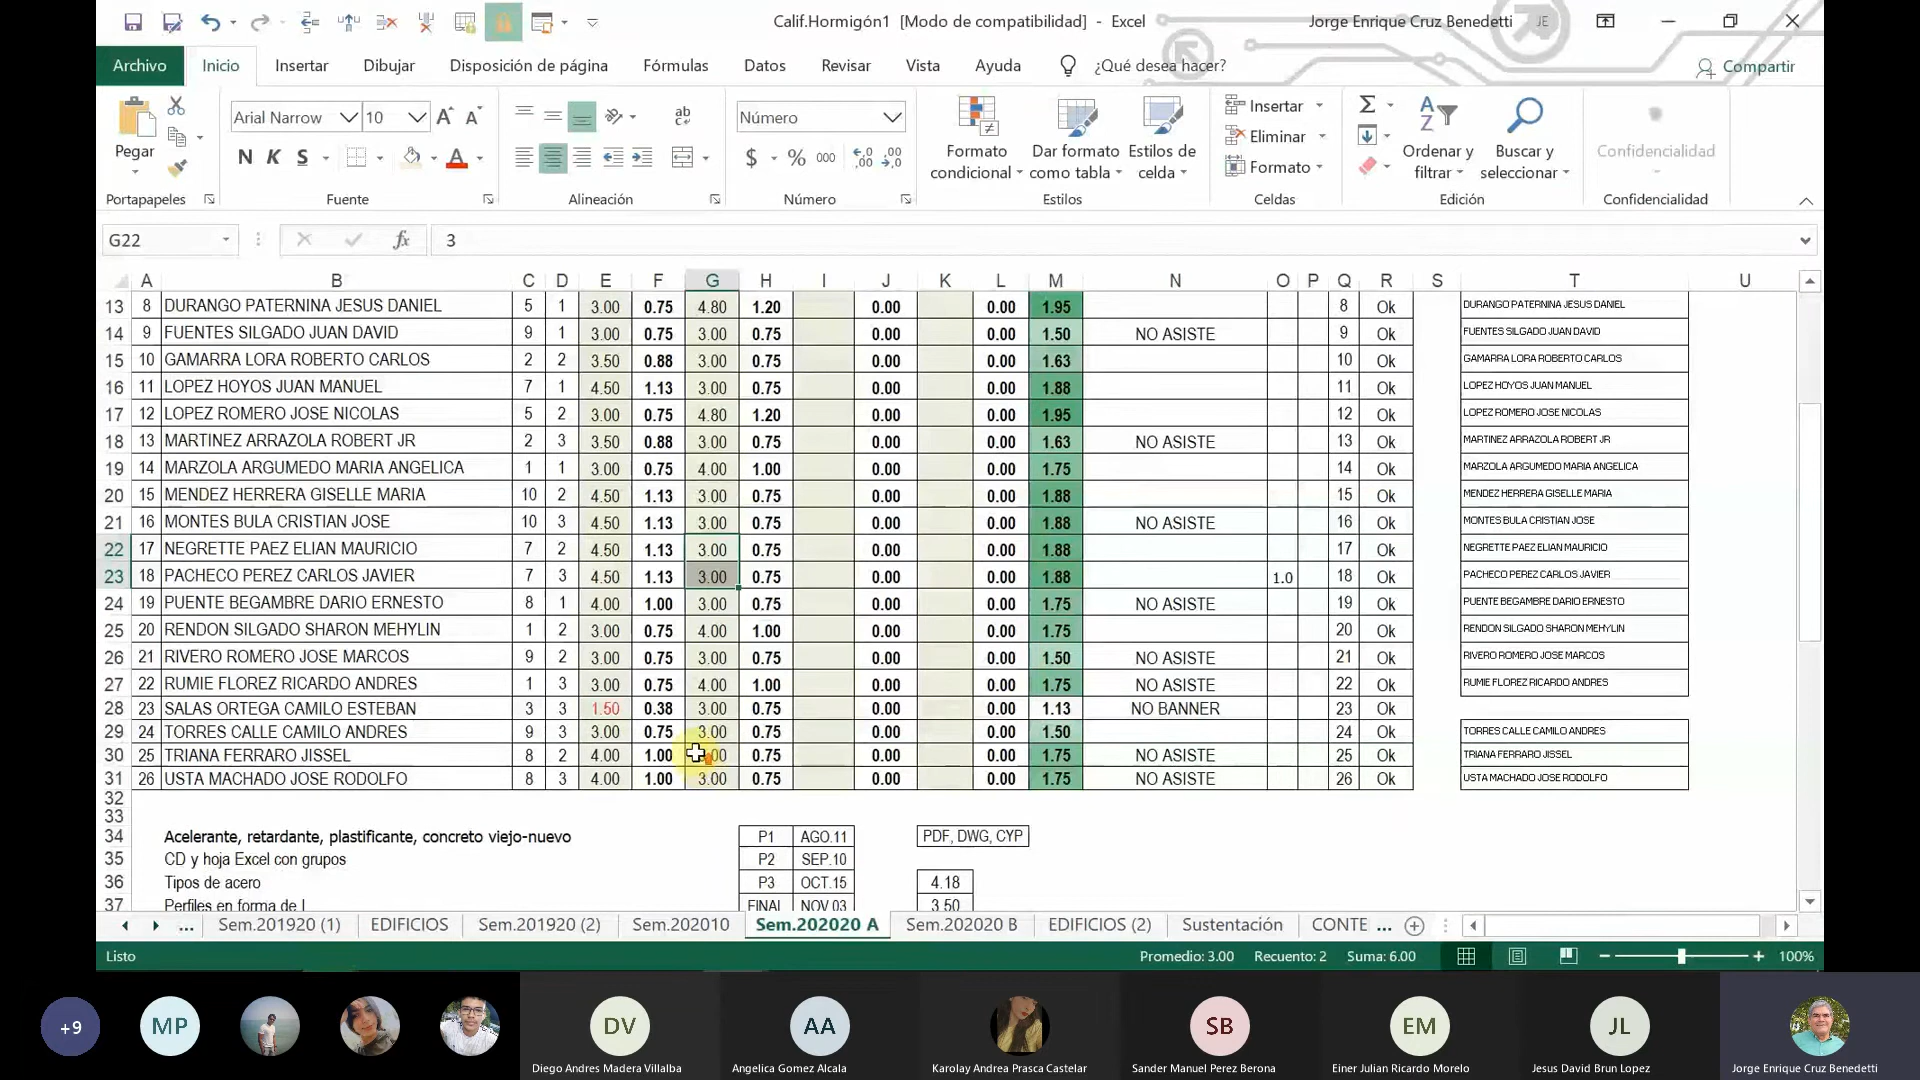 Calif.Hormigón1 [Modo de compatibilidad] - Excel
Jorge Enrique Cruz Benedetti JE
Archivo Inicio Insertar Dibujar Disposición de página Fórmulas Datos Revisar Vista Ayuda ¿Qué desea hacer? Compartir
Pegar
Arial Narrow 10
N K S
ab
Número
$ % 000
Formato condicional
Dar formato como tabla
Estilos de celda
Insertar
Eliminar
Formato
Ordenar y filtrar
Buscar y seleccionar
Confidencialidad
Portapapeles Fuente Alineación Número Estilos Celdas Edición Confidencialidad
G22 fx 3
A B C D E F G H I J K L M N O P Q R S T U
13 8 DURANGO PATERNINA JESUS DANIEL 5 1 3.00 0.75 4.80 1.20 0.00 0.00 1.95 8 Ok DURANGO PATERNINA JESUS DANIEL
14 9 FUENTES SILGADO JUAN DAVID 9 1 3.00 0.75 3.00 0.75 0.00 0.00 1.50 NO ASISTE 9 Ok FUENTES SILGADO JUAN DAVID
15 10 GAMARRA LORA ROBERTO CARLOS 2 2 3.50 0.88 3.00 0.75 0.00 0.00 1.63 10 Ok GAMARRA LORA ROBERTO CARLOS
16 11 LOPEZ HOYOS JUAN MANUEL 7 1 4.50 1.13 3.00 0.75 0.00 0.00 1.88 11 Ok LOPEZ HOYOS JUAN MANUEL
17 12 LOPEZ ROMERO JOSE NICOLAS 5 2 3.00 0.75 4.80 1.20 0.00 0.00 1.95 12 Ok LOPEZ ROMERO JOSE NICOLAS
18 13 MARTINEZ ARRAZOLA ROBERT JR 2 3 3.50 0.88 3.00 0.75 0.00 0.00 1.63 NO ASISTE 13 Ok MARTINEZ ARRAZOLA ROBERT JR
19 14 MARZOLA ARGUMEDO MARIA ANGELICA 1 1 3.00 0.75 4.00 1.00 0.00 0.00 1.75 14 Ok MARZOLA ARGUMEDO MARIA ANGELICA
20 15 MENDEZ HERRERA GISELLE MARIA 10 2 4.50 1.13 3.00 0.75 0.00 0.00 1.88 15 Ok MENDEZ HERRERA GISELLE MARIA
21 16 MONTES BULA CRISTIAN JOSE 10 3 4.50 1.13 3.00 0.75 0.00 0.00 1.88 NO ASISTE 16 Ok MONTES BULA CRISTIAN JOSE
22 17 NEGRETTE PAEZ ELIAN MAURICIO 7 2 4.50 1.13 3.00 0.75 0.00 0.00 1.88 17 Ok NEGRETTE PAEZ ELIAN MAURICIO
23 18 PACHECO PEREZ CARLOS JAVIER 7 3 4.50 1.13 3.00 0.75 0.00 0.00 1.88 1.0 18 Ok PACHECO PEREZ CARLOS JAVIER
24 19 PUENTE BEGAMBRE DARIO ERNESTO 8 1 4.00 1.00 3.00 0.75 0.00 0.00 1.75 NO ASISTE 19 Ok PUENTE BEGAMBRE DARIO ERNESTO
25 20 RENDON SILGADO SHARON MEHYLIN 1 2 3.00 0.75 4.00 1.00 0.00 0.00 1.75 20 Ok RENDON SILGADO SHARON MEHYLIN
26 21 RIVERO ROMERO JOSE MARCOS 9 2 3.00 0.75 3.00 0.75 0.00 0.00 1.50 NO ASISTE 21 Ok RIVERO ROMERO JOSE MARCOS
27 22 RUMIE FLOREZ RICARDO ANDRES 1 3 3.00 0.75 4.00 1.00 0.00 0.00 1.75 NO ASISTE 22 Ok RUMIE FLOREZ RICARDO ANDRES
28 23 SALAS ORTEGA CAMILO ESTEBAN 3 3 1.50 0.38 3.00 0.75 0.00 0.00 1.13 NO BANNER 23 Ok
29 24 TORRES CALLE CAMILO ANDRES 9 3 3.00 0.75 3.00 0.75 0.00 0.00 1.50 24 Ok TORRES CALLE CAMILO ANDRES
30 25 TRIANA FERRARO JISSEL 8 2 4.00 1.00 0.75 0.00 0.00 1.75 NO ASISTE 25 Ok TRIANA FERRARO JISSEL
31 26 USTA MACHADO JOSE RODOLFO 8 3 4.00 1.00 3.00 0.75 0.00 0.00 1.75 NO ASISTE 26 Ok USTA MACHADO JOSE RODOLFO
32
33
34 Acelerante, retardante, plastificante, concreto viejo-nuevo P1 AGO.11 PDF, DWG, CYP
35 CD y hoja Excel con grupos P2 SEP.10
36 Tipos de acero P3 OCT.15 4.18
37 Perfiles en forma de I FINAL NOV 03 3.50
... Sem.201920 (1) EDIFICIOS Sem.201920 (2) Sem.202010 Sem.202020 A Sem.202020 B EDIFICIOS (2) Sustentación CONTE ...
Listo Promedio: 3.00 Recuento: 2 Suma: 6.00 100%
+9 MP DV AA SB EM JL
Diego Andres Madera Villalba Angelica Gomez Alcala Karolay Andrea Prasca Castelar Sander Manuel Perez Berona Einer Julian Ricardo Morelo Jesus David Brun Lopez Jorge Enrique Cruz Benedetti